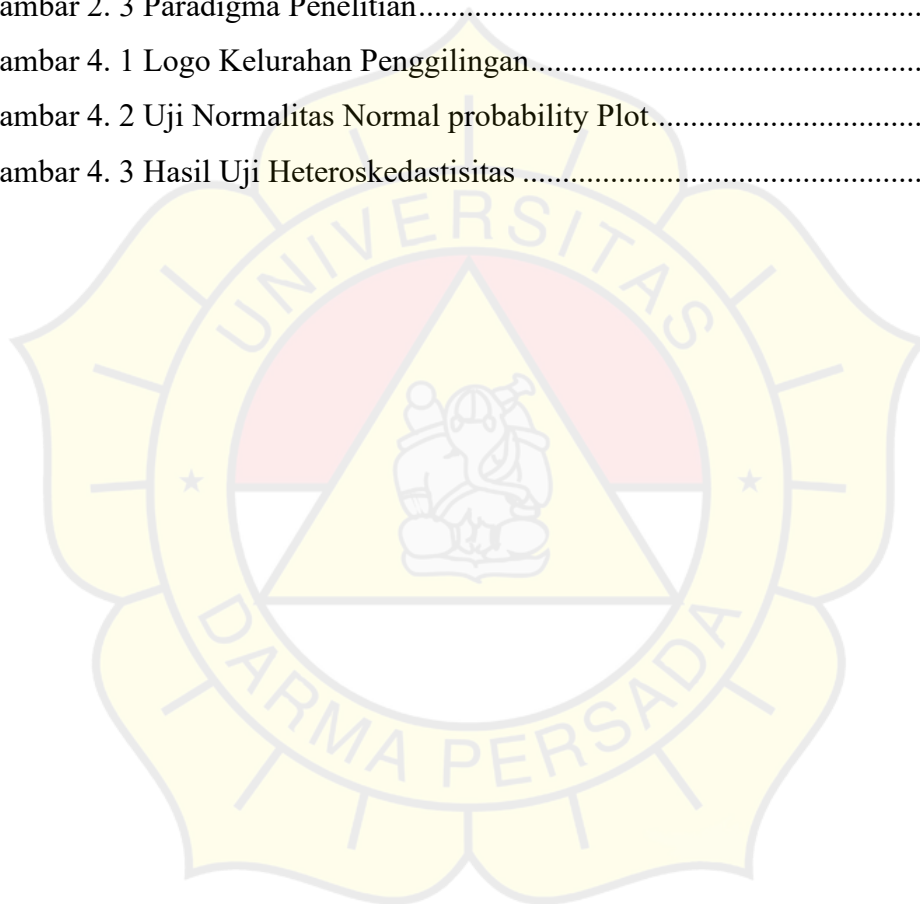 ambar 2. 3 Paradigma Penelitian........................................................................
ambar 4. 1 Logo Kelurahan Penggilingan..................................................
ambar 4. 2 Uji Normalitas Normal probability Plot...................................
ambar 4. 3 Hasil Uji Heteroskedastisitas ...................................................
UNIVERSITAS
DARMA PERSADA